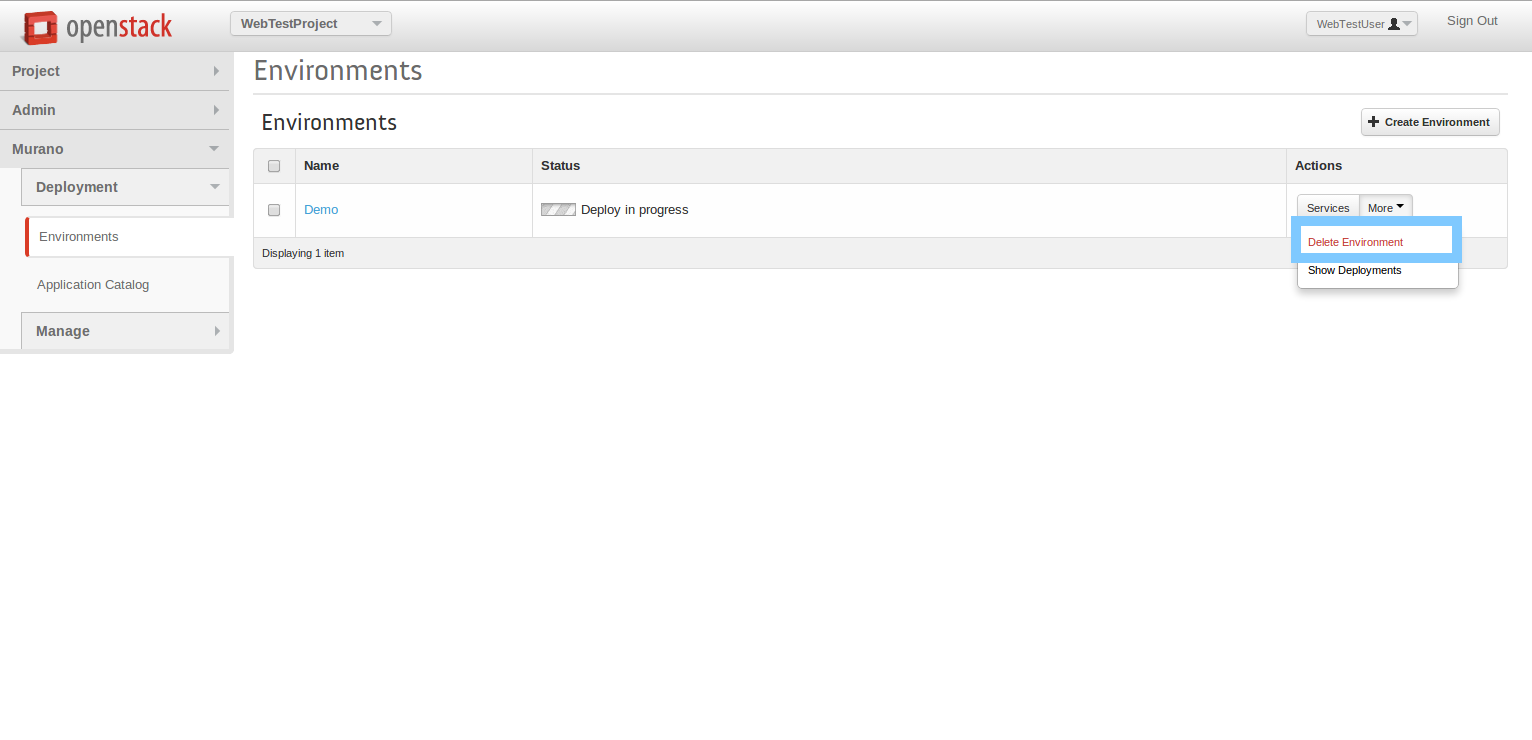 openstack
WebTestProject
WebTestUser
Sign Out
Project
Admin
Murano
Deployment
Environments
Application Catalog
Manage
Environments
Environments
Create Environment
Name Status Actions
Demo Deploy in progress Services More
Delete Environment
Show Deployments
Displaying 1 item